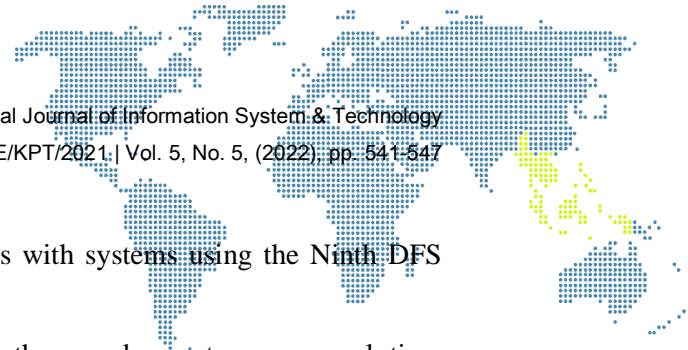 al Journal of Information System & Technology
E/KPT/2021 | Vol. 5, No. 5, (2022), pp. 541-547
s with systems using the Ninth DFS